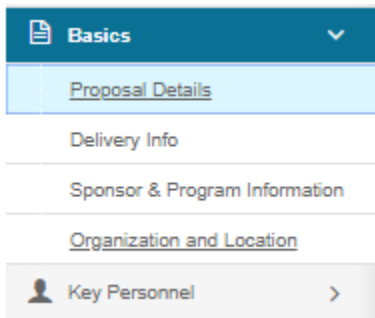 Basics
Proposal Details
Delivery Info
Sponsor & Program Information
Organization and Location
Key Personnel